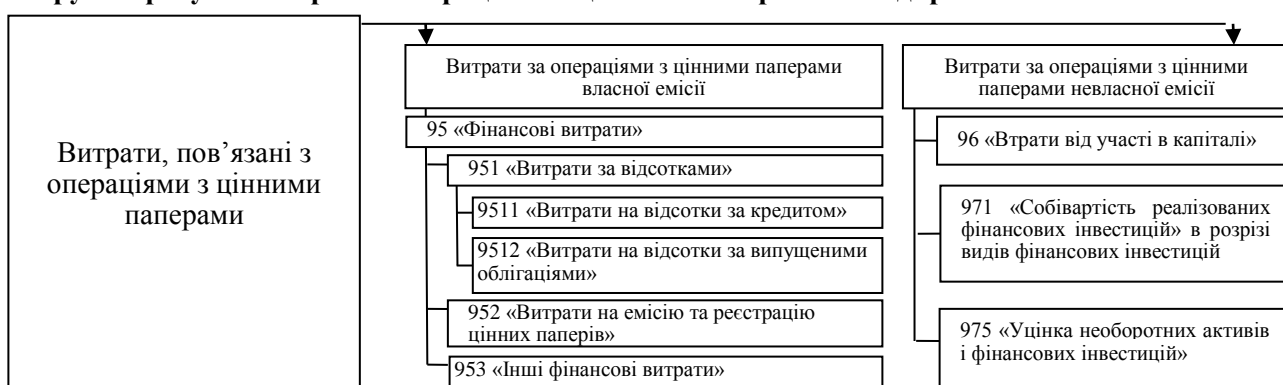 Витрати, пов’язані з
операціями з цінними
паперами
Витрати за операціями з цінними паперами
власної емісії
95 «Фінансові витрати»
951 «Витрати за відсотками»
9511 «Витрати на відсотки за кредитом»
9512 «Витрати на відсотки за випущеними
облігаціями»
952 «Витрати на емісію та реєстрацію
цінних паперів»
953 «Інші фінансові витрати»
Витрати за операціями з цінними
паперами невласної емісії
96 «Втрати від участі в капіталі»
971 «Собівартість реалізованих
фінансових інвестицій» в розрізі
видів фінансових інвестицій
975 «Уцінка необоротних активів
і фінансових інвестицій»